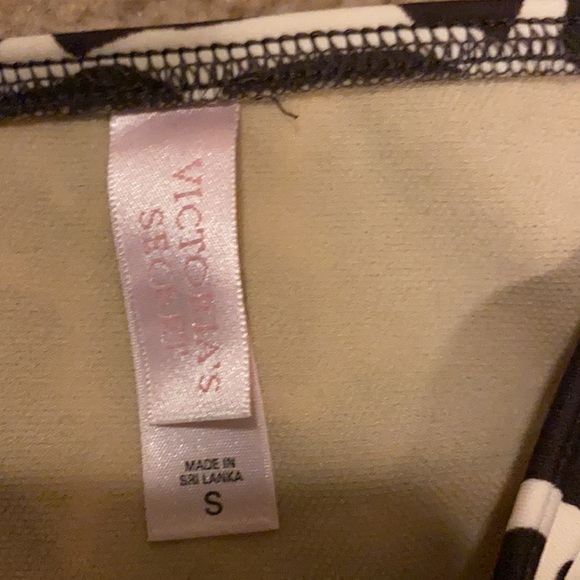 VICTORIA'S
SECRET
MADE IN
SRI LANKA
S